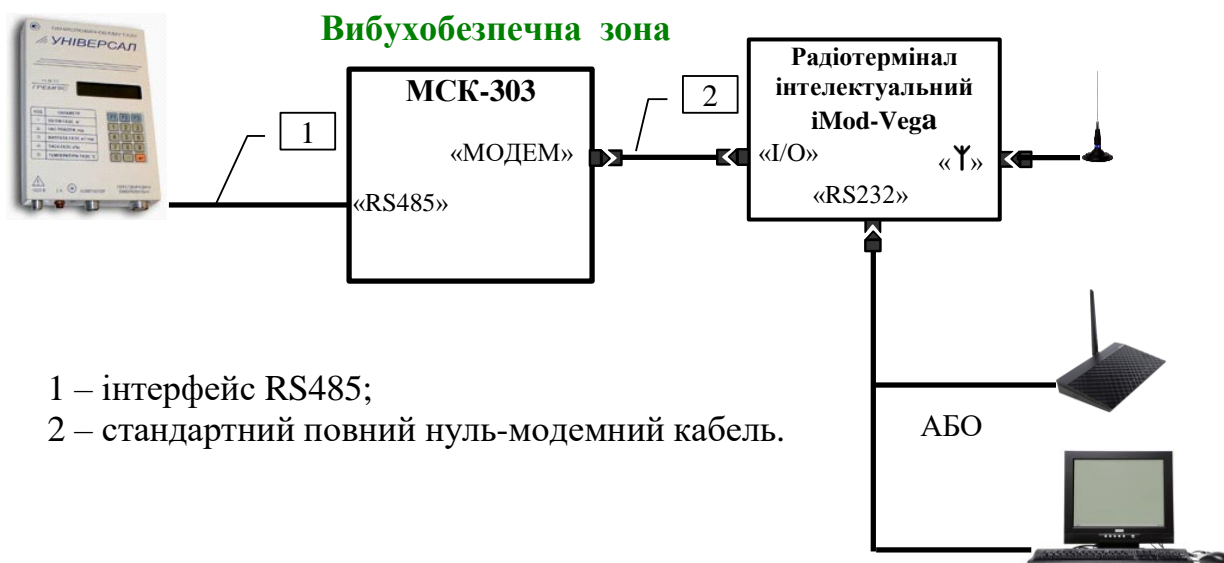 Вибухобезпечна зона
УНІВЕРСАЛ
МСК-303
«МОДЕМ»
«RS485»
1
2
Радіотермінал
інтелектуальний
iMod-Vega
«I/O»
«RS232»
1 – інтерфейс RS485;
2 – стандартний повний нуль-модемний кабель.
АБО